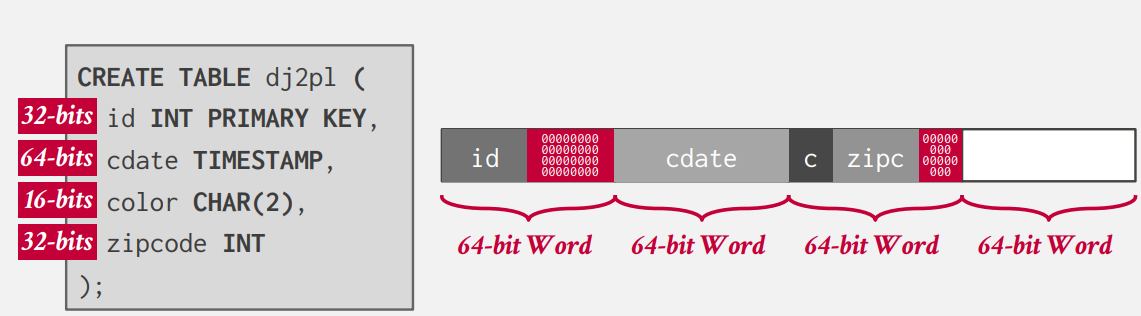 CREATE TABLE dj2pl (
32-bits id INT PRIMARY KEY,
64-bits cdate TIMESTAMP,
16-bits color CHAR(2),
32-bits zipcode INT
);
id
00000000
00000000
00000000
00000000
cdate
c
zipc
00000
000
00000
000
64-bit Word 64-bit Word 64-bit Word 64-bit Word